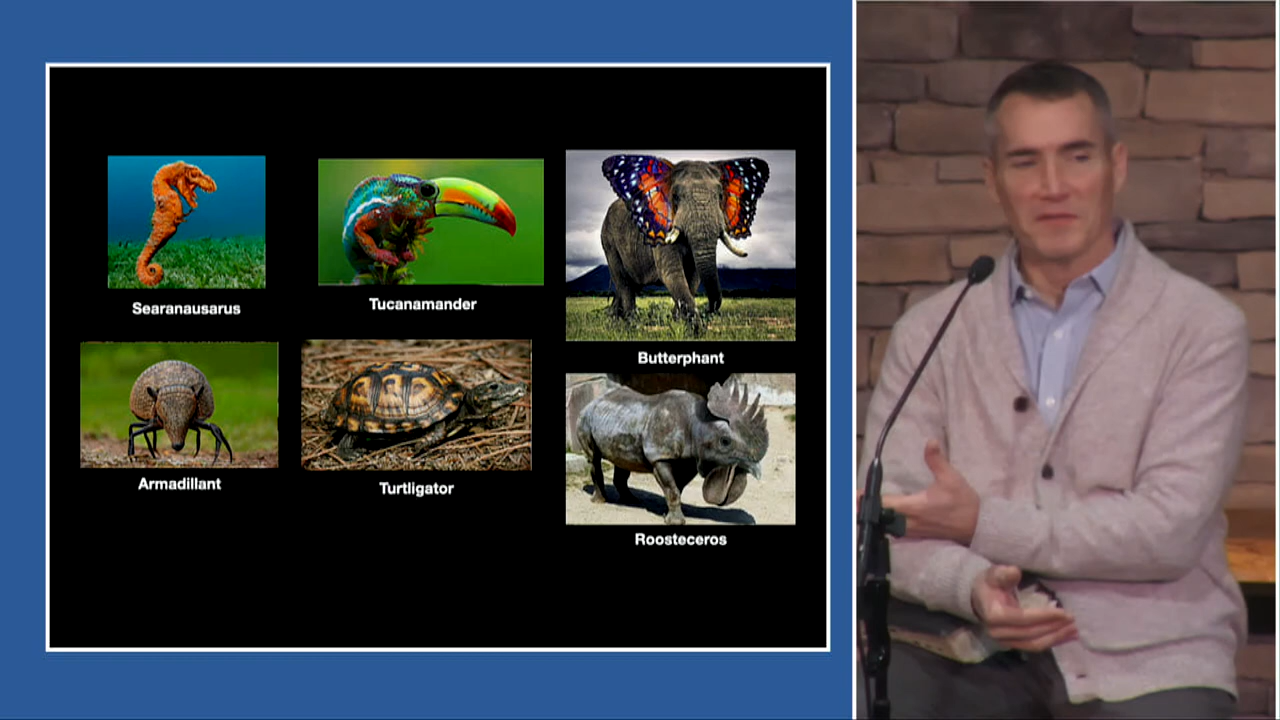 Searanausarus
Tucanamander
Butterphant
Armadillant
Turtligator
Roosteceros